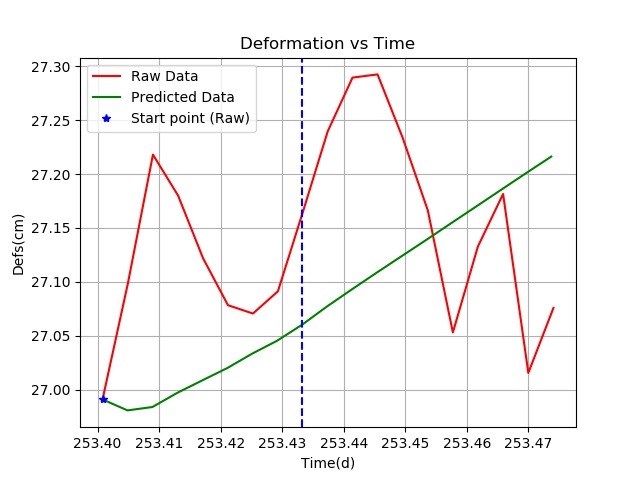 Deformation vs Time
Raw Data
Predicted Data
Start point (Raw)
Defs(cm)
27.30
27.25
27.20
27.15
27.10
27.05
27.00
253.40 253.41 253.42 253.43 253.44 253.45 253.46 253.47
Time(d)